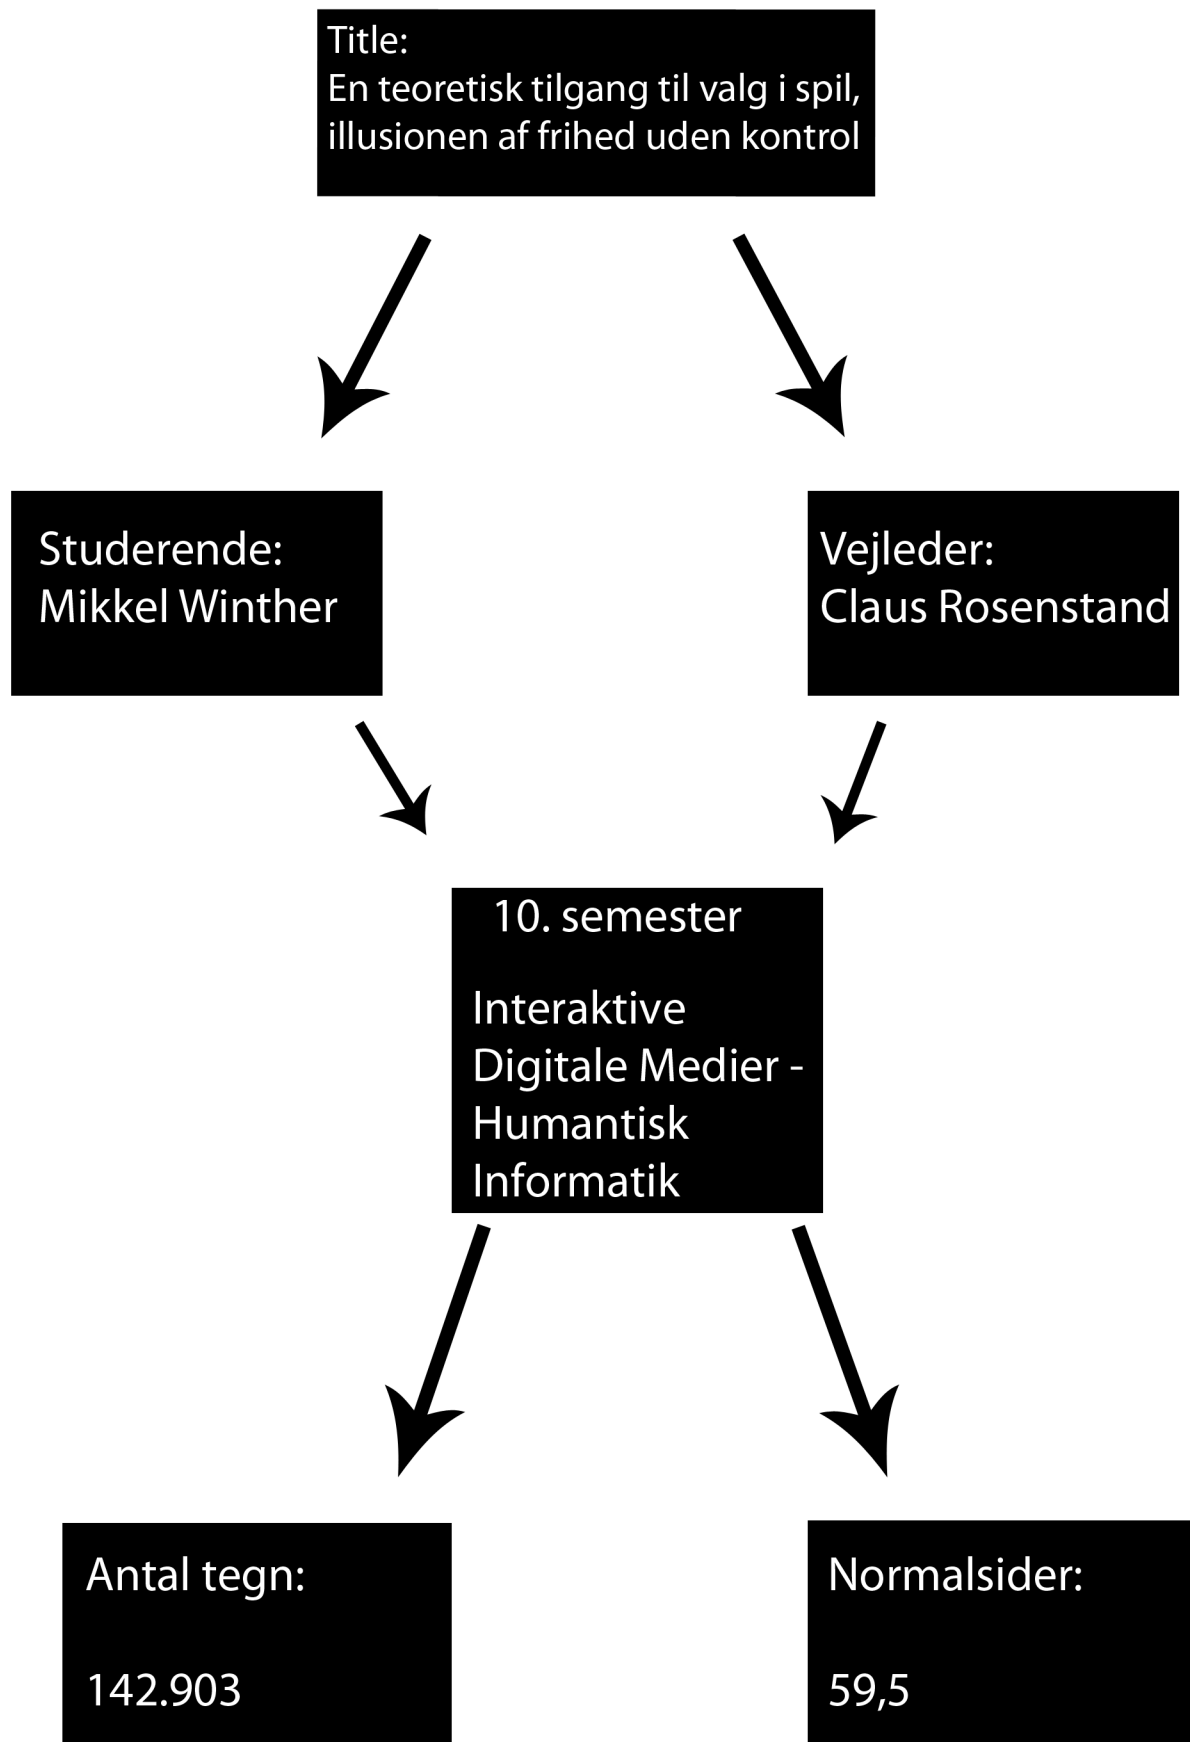 Title:
En teoretisk tilgang til valg i spil,
illusionen af frihed uden kontrol
Studerende:
Mikkel Winther
Vejleder:
Claus Rosenstand
10. semester
Interaktive
Digitale Medier -
Humantisk
Informatik
Antal tegn:
142.903
Normalsider:
59,5